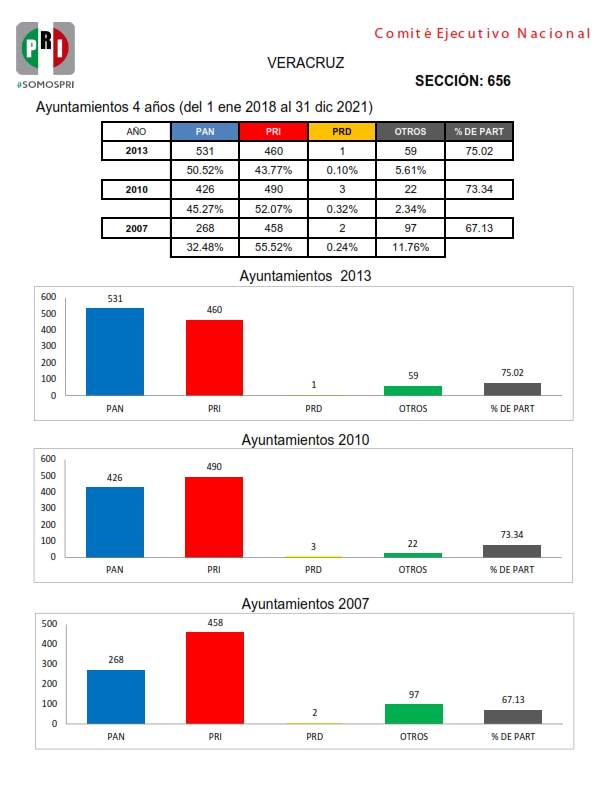 Comité Ejecutivo Nacional
PRI
#SOMOSPRI
VERACRUZ
SECCIÓN: 656
Ayuntamientos 4 años (del 1 ene 2018 al 31 dic 2021)
AÑO PAN PRI PRD OTROS % DE PART
2013 531 460 1 59 75.02
50.52% 43.77% 0.10% 5.61%
2010 426 490 3 22 73.34
45.27% 52.07% 0.32% 2.34%
2007 268 458 2 97 67.13
32.48% 55.52% 0.24% 11.76%
Ayuntamientos 2013
600
500
400
300
200
100
0
531 460 1 59 75.02
PAN PRI PRD OTROS % DE PART
Ayuntamientos 2010
600
500
400
300
200
100
0
426 490 3 22 73.34
PAN PRI PRD OTROS % DE PART
Ayuntamientos 2007
500
400
300
200
100
0
268 458 2 97 67.13
PAN PRI PRD OTROS % DE PART